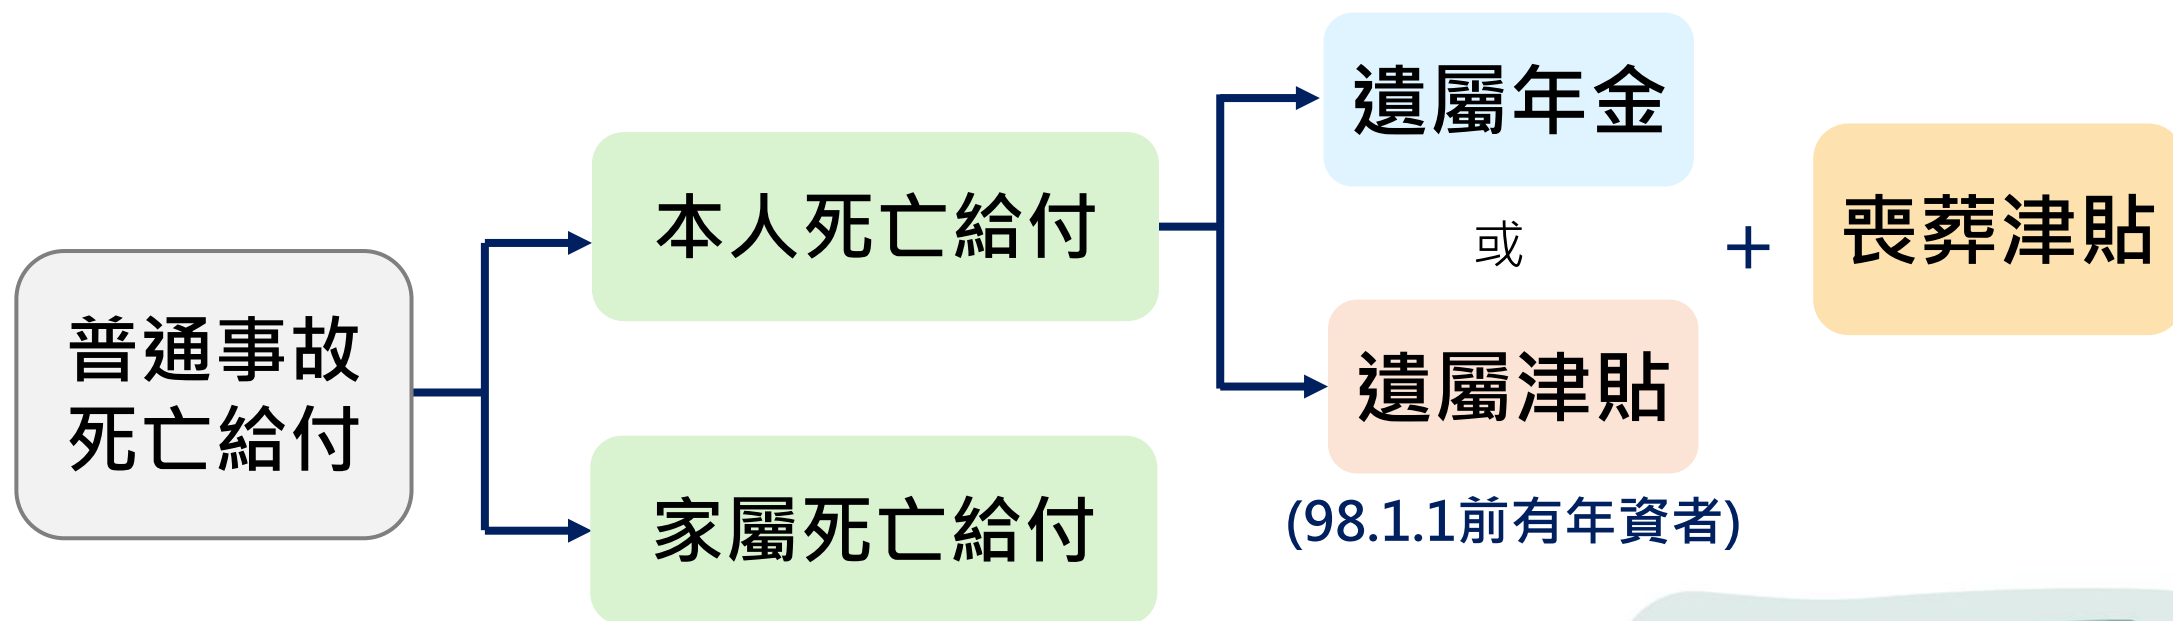 普通事故
死亡給付
本人死亡給付
家屬死亡給付
遺屬年金
或
遺屬津貼
(98.1.1前有年資者)
+
喪葬津貼